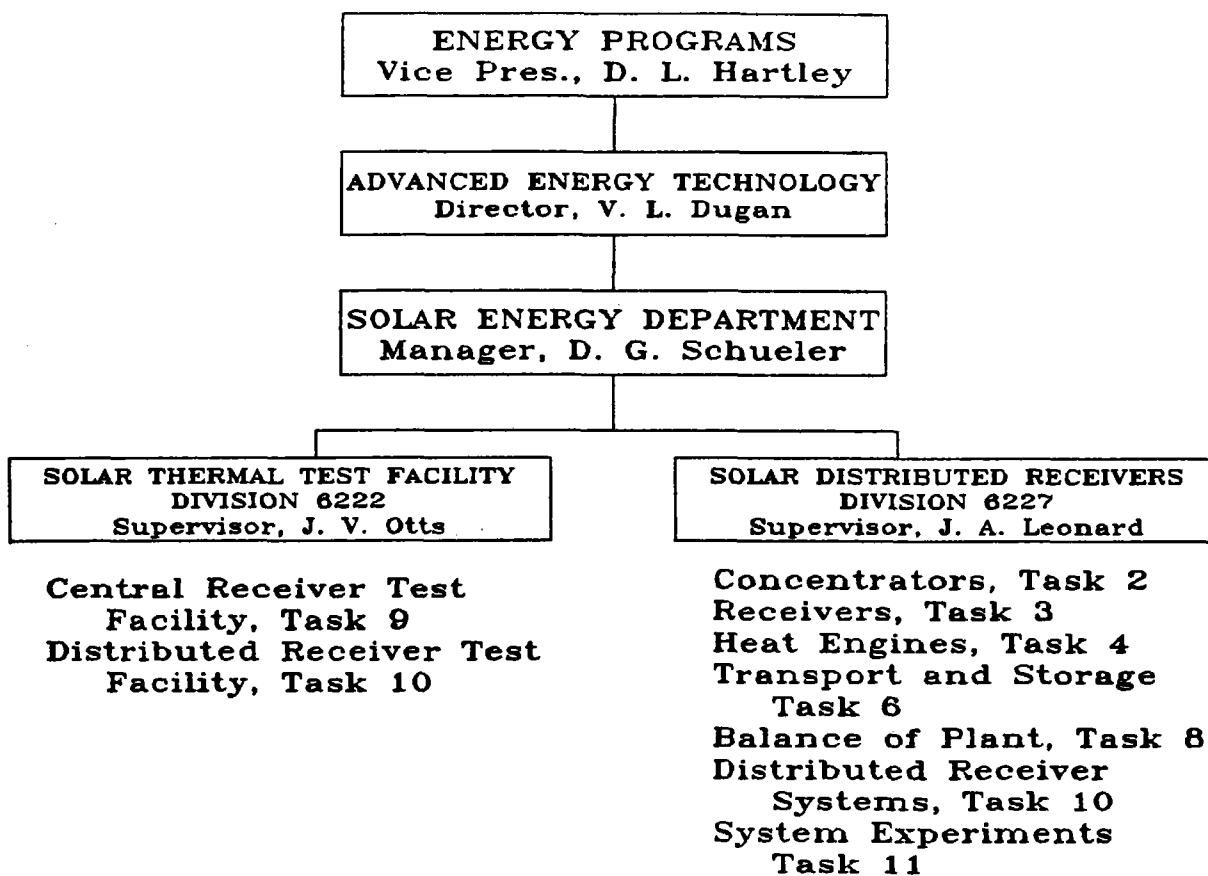 ENERGY PROGRAMS
Vice Pres., D. L. Hartley
ADVANCED ENERGY TECHNOLOGY
Director, V. L. Dugan
SOLAR ENERGY DEPARTMENT
Manager, D. G. Schueler
SOLAR THERMAL TEST FACILITY
DIVISION 6222
Supervisor, J. V. Otts
Central Receiver Test
Facility, Task 9
Distributed Receiver Test
Facility, Task 10
SOLAR DISTRIBUTED RECEIVERS
DIVISION 6227
Supervisor, J. A. Leonard
Concentrators, Task 2
Receivers, Task 3
Heat Engines, Task 4
Transport and Storage
Task 6
Balance of Plant, Task 8
Distributed Receiver
Systems, Task 10
System Experiments
Task 11